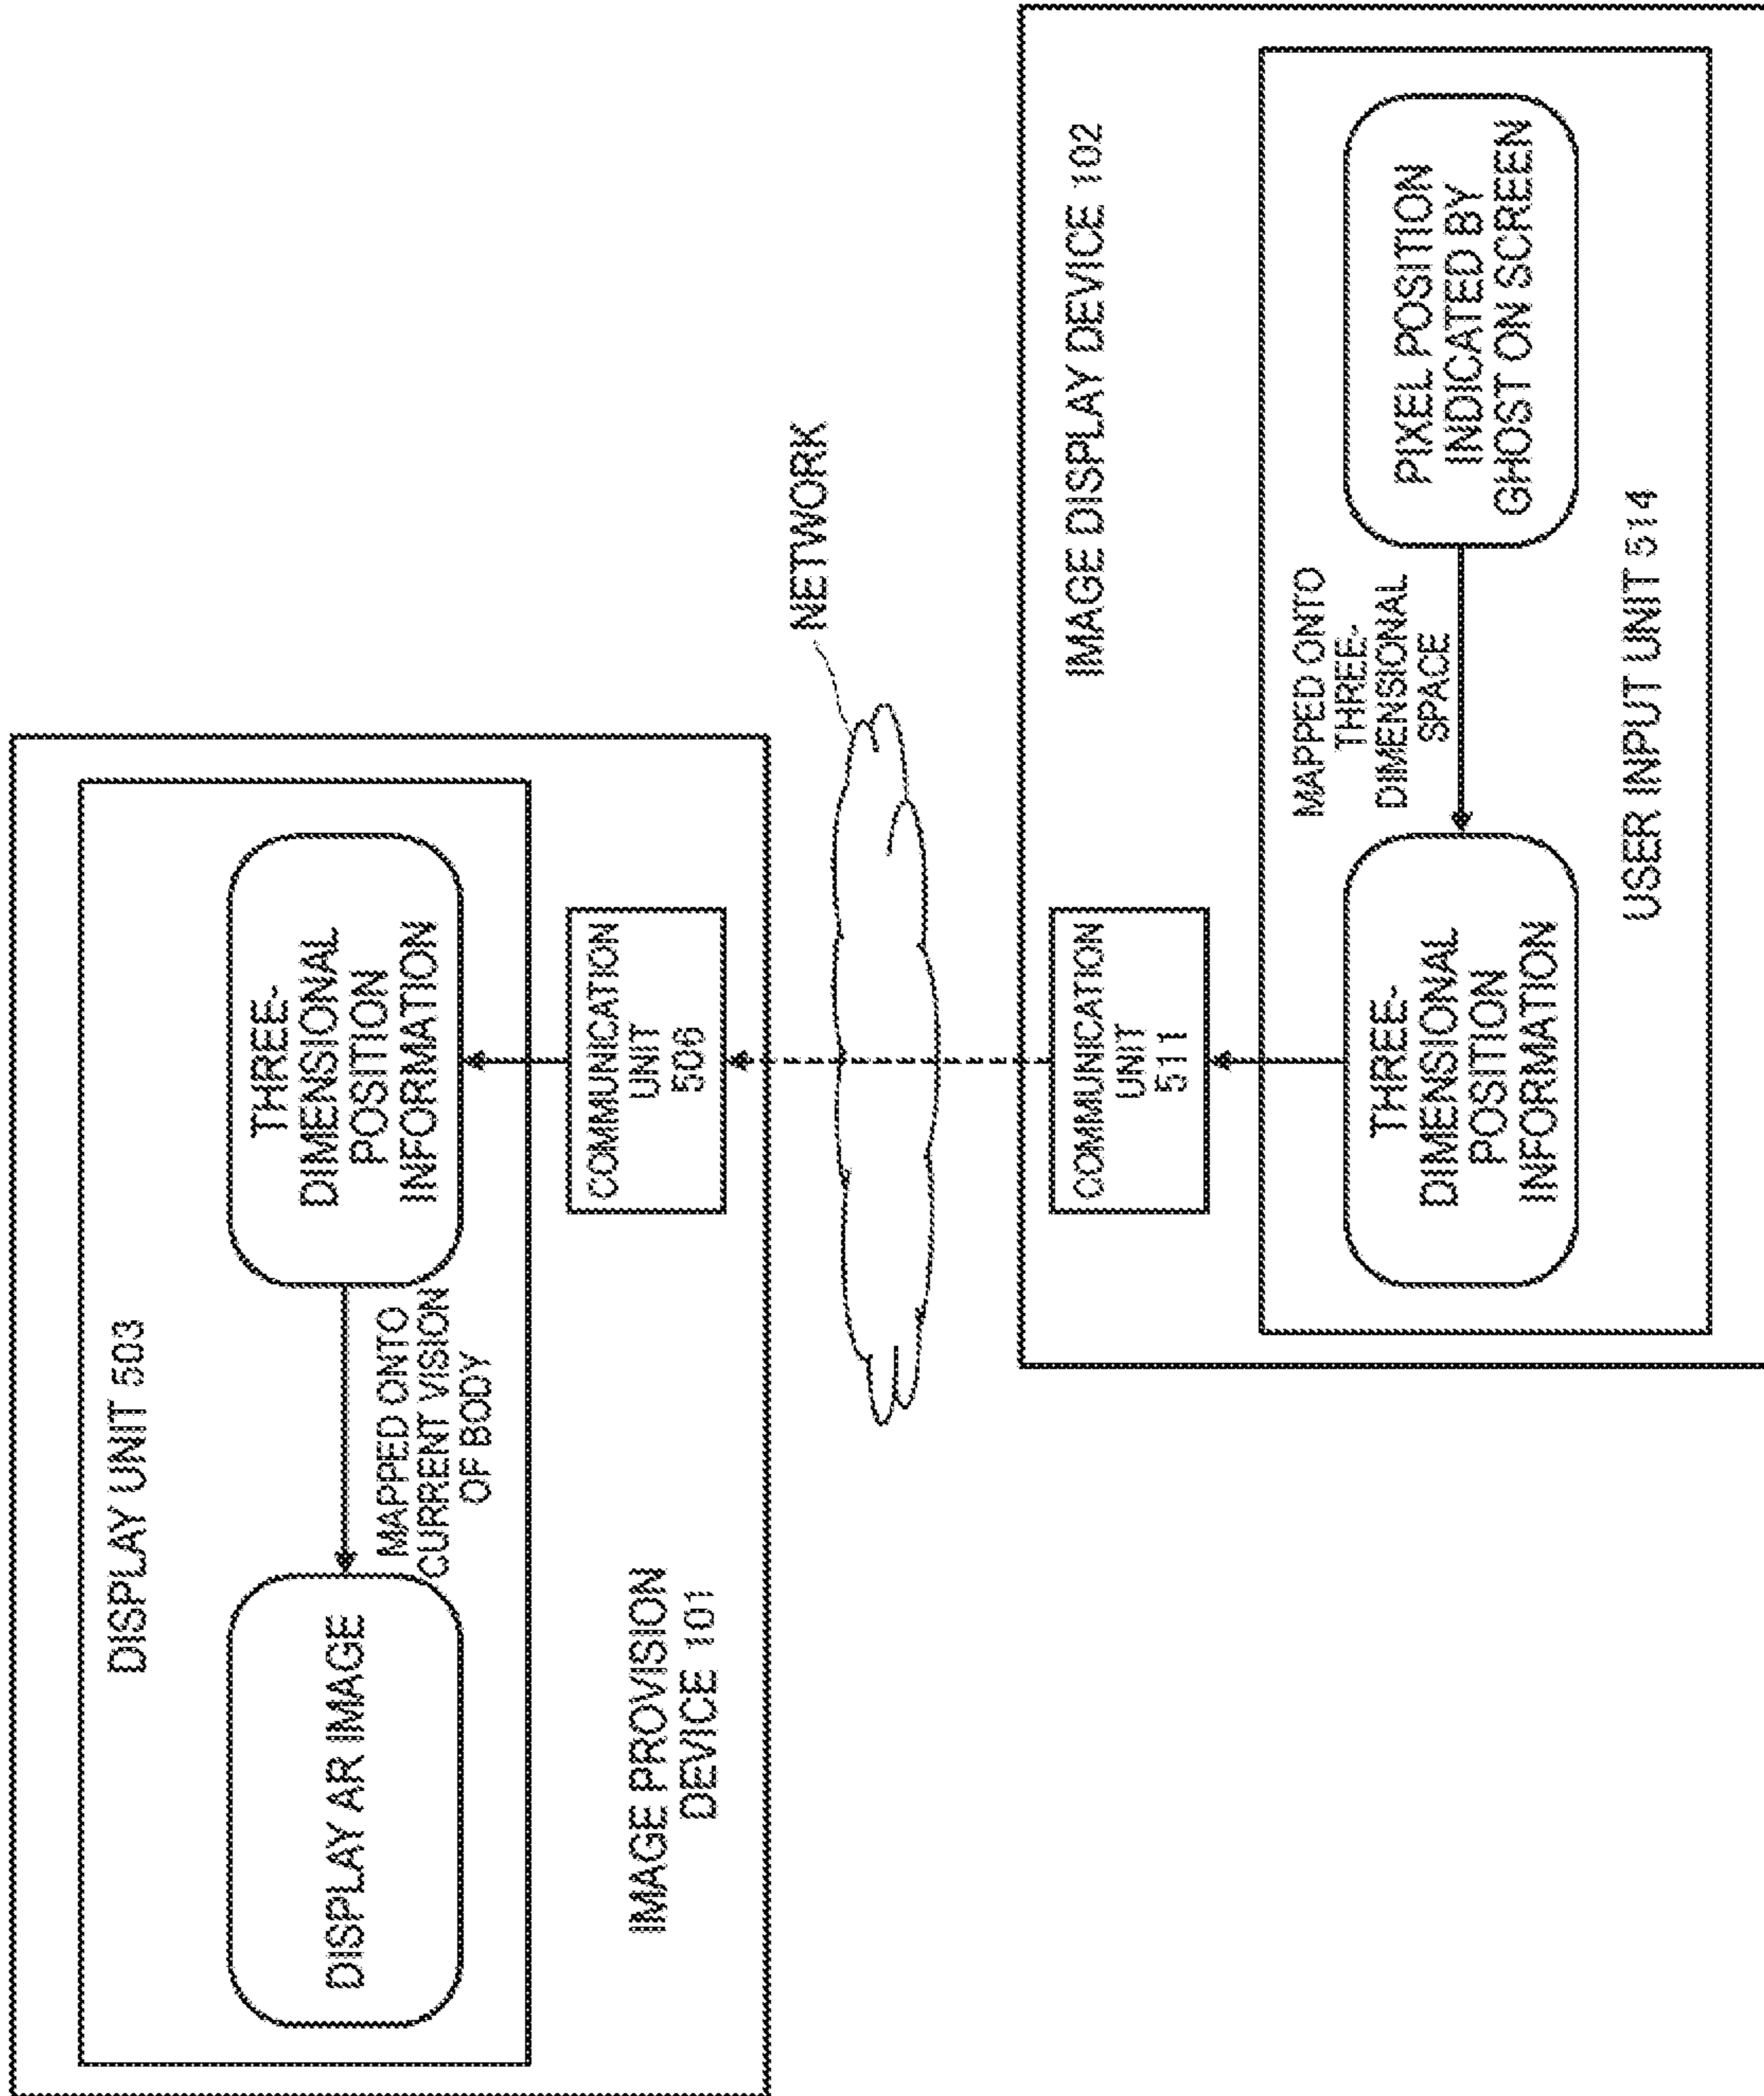 DISPLAY UNIT 503
DISPLAY AR IMAGE
MAPPED ONTO
CURRENT VISION
OF BODY
THREE-
DIMENSIONAL
POSITION
INFORMATION
IMAGE PROVISION
DEVICE 101
COMMUNICATION
UNIT
506
NETWORK
COMMUNICATION
UNIT
511
IMAGE DISPLAY DEVICE 102
THREE-
DIMENSIONAL
POSITION
INFORMATION
MAPPED ONTO
THREE-
DIMENSIONAL
SPACE
PIXEL POSITION
INDICATED BY
GHOST ON SCREEN
USER INPUT UNIT 514